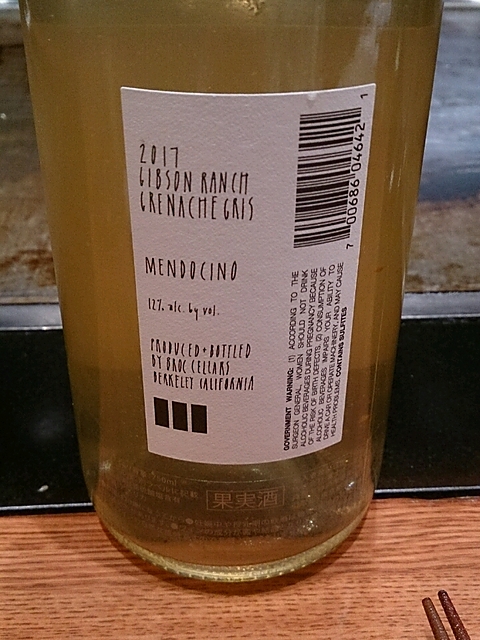 2017
GIBSON RANCH
GRENACHE GRIS
MENDOCINO
12% alc. by vol.
PRODUCED + BOTTLED
BY BROC CELLARS
BERKELEY CALIFORNIA
7 00686 04642 1
GOVERNMENT WARNING: (1) ACCORDING TO THE
SURGEON GENERAL, WOMEN SHOULD NOT DRINK
ALCOHOLIC BEVERAGES DURING PREGNANCY BECAUSE
OF THE RISK OF BIRTH DEFECTS. (2) CONSUMPTION OF
ALCOHOLIC BEVERAGES IMPAIRS YOUR ABILITY TO
DRIVE A CAR OR OPERATE MACHINERY, AND MAY CAUSE
HEALTH PROBLEMS. CONTAINS SULFITES
果実酒